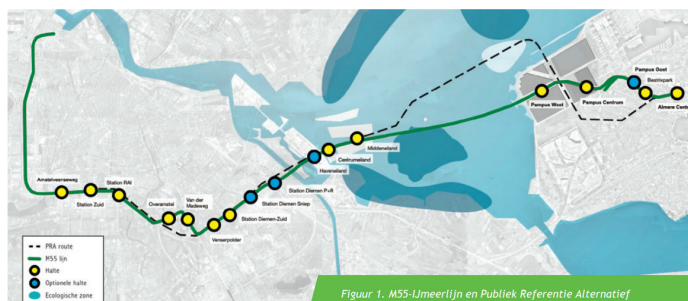 Pampus Oost
Beatrixpark
Pampus West
Pampus Centrum
Almere Centr
Middeneiland
Centrumeiland
Haveneiland
Station Diemen P+R
Station Diemen Sniep
Station Diemen-Zuid
Venserpolder
Van der
Madeweg
Overamstel
Station RAI
Station Zuid
Amstelveenseweg
PRA route
M55 lijn
Halte
Optionele halte
Ecologische zone
Figuur 1. M55-IJmeerlijn en Publiek Referentie Alternatief